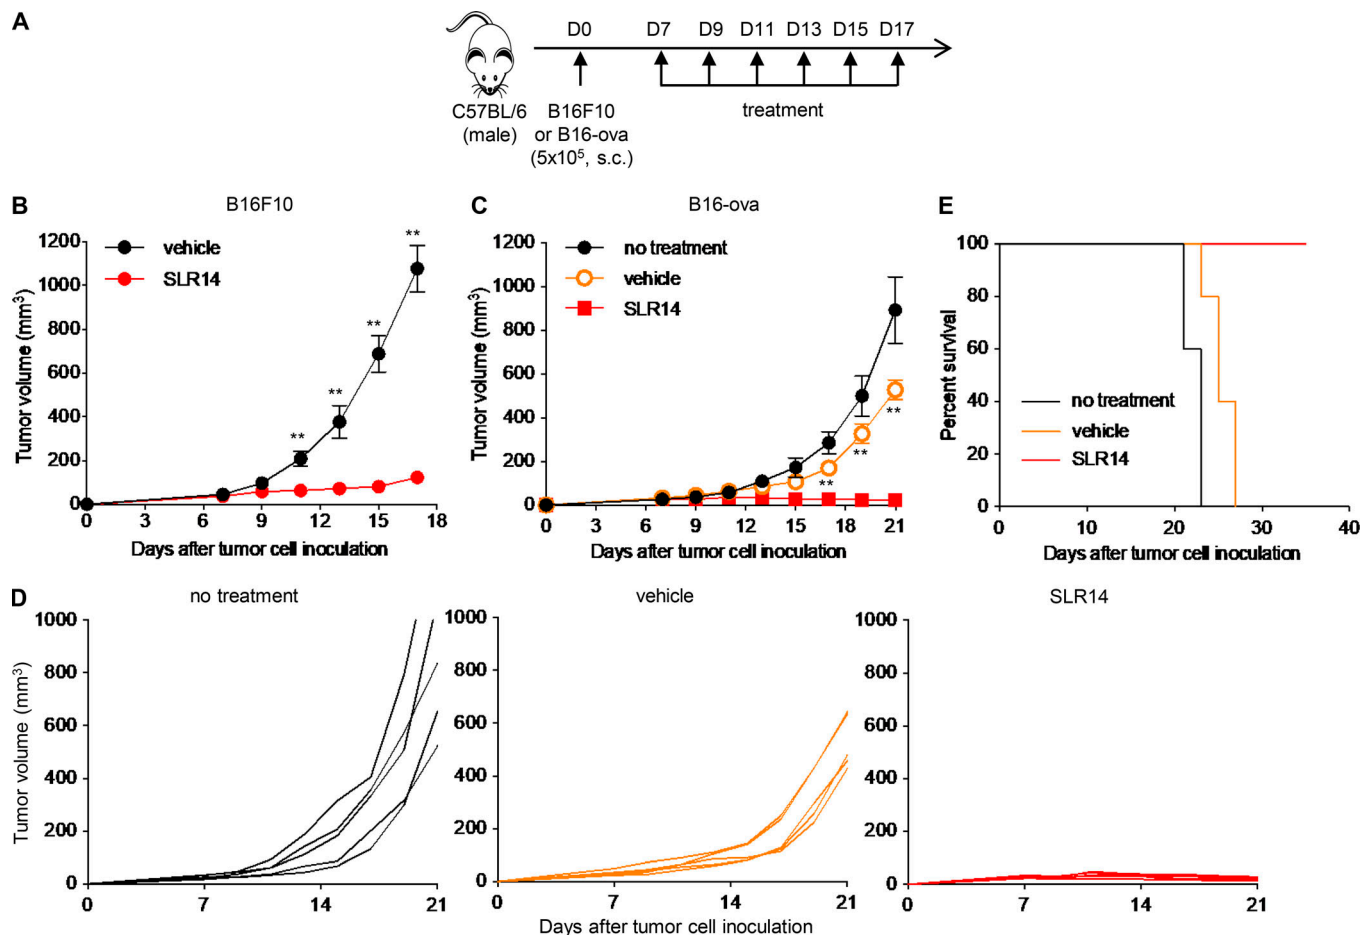 A
D0 D7 D9 D11 D13 D15 D17
C57BL/6
(male)
B16F10
or B16-ova
(5x10⁵, s.c.)
treatment
B
B16F10
1200
1000
800
600
400
200
0
Tumor volume (mm³)
vehicle
SLR14
**
**
**
**
**
0 3 6 9 12 15 18
Days after tumor cell inoculation
C
B16-ova
1200
1000
800
600
400
200
0
Tumor volume (mm³)
no treatment
vehicle
SLR14
**
**
**
0 3 6 9 12 15 18 21
Days after tumor cell inoculation
E
100
80
60
40
20
0
Percent survival
no treatment
vehicle
SLR14
0 10 20 30 40
Days after tumor cell inoculation
D
no treatment
1000
800
600
400
200
0
Tumor volume (mm³)
0 7 14 21
vehicle
1000
800
600
400
200
0
0 7 14 21
SLR14
1000
800
600
400
200
0
0 7 14 21
Days after tumor cell inoculation